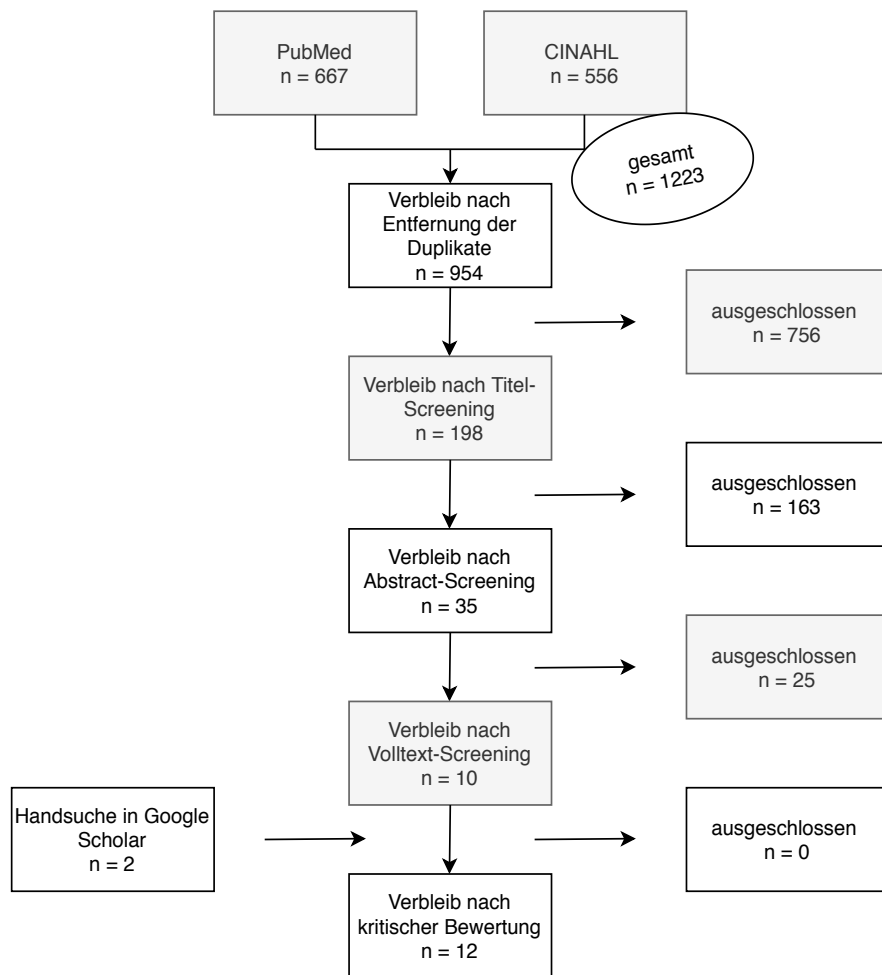 PubMed
n = 667
CINAHL
n = 556
gesamt
n = 1223
Verbleib nach
Entfernung der
Duplikate
n = 954
ausgeschlossen
n = 756
Verbleib nach Titel-
Screening
n = 198
ausgeschlossen
n = 163
Verbleib nach
Abstract-Screening
n = 35
ausgeschlossen
n = 25
Verbleib nach
Volltext-Screening
n = 10
Handsuche in Google
Scholar
n = 2
ausgeschlossen
n = 0
Verbleib nach
kritischer Bewertung
n = 12